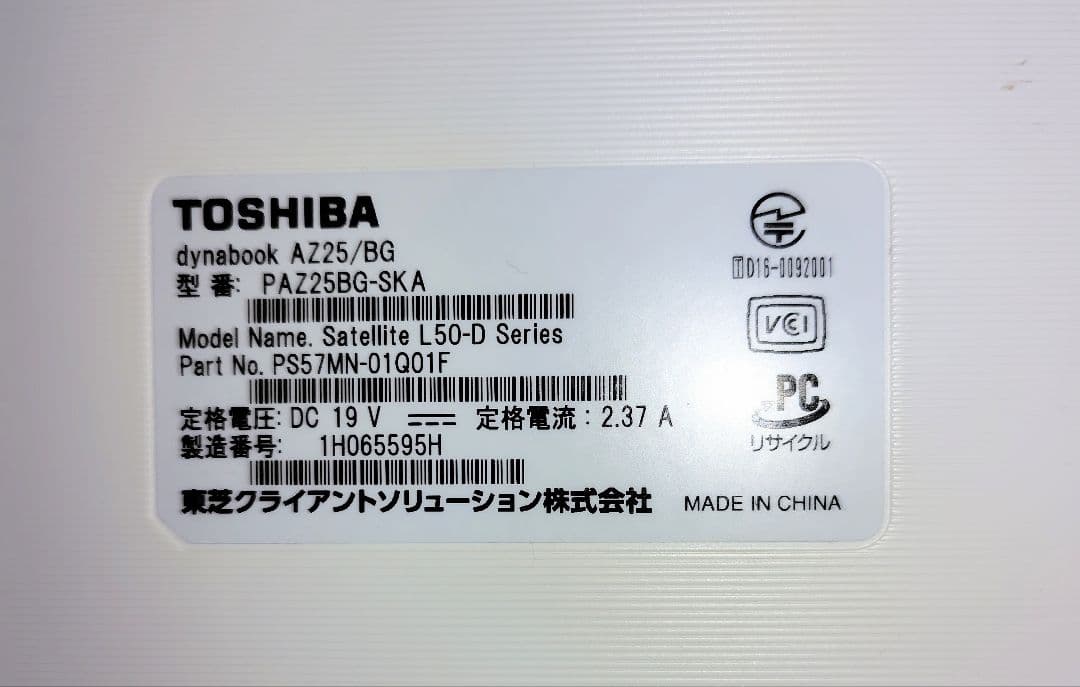 TOSHIBA
dynabook AZ25/BG
型 番: PAZ25BG-SKA
Model Name. Satellite L50-D Series
Part No. PS57MN-01Q01F
定格電圧: DC 19 V 定格電流: 2.37 A
製造番号: 1H065595H
東芝クライアントソリューション株式会社
MADE IN CHINA
T D16-0092001
VCCI
PC
リサイクル